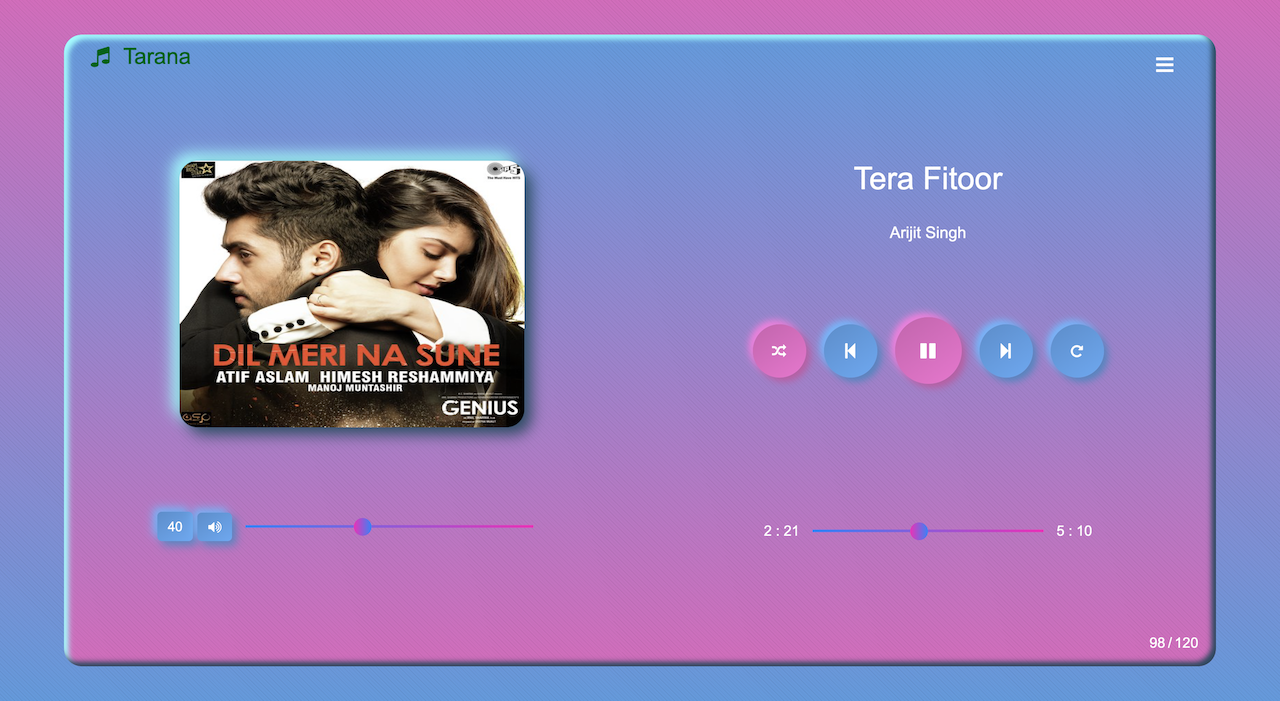 Tarana
Tera Fitoor
Arijit Singh
DIL MERI NA SUNE
ATIF ASLAM HIMESH RESHAMMIYA
MANOJ MUNTASHIR
GENIUS
40
2 : 21
5 : 10
98 / 120